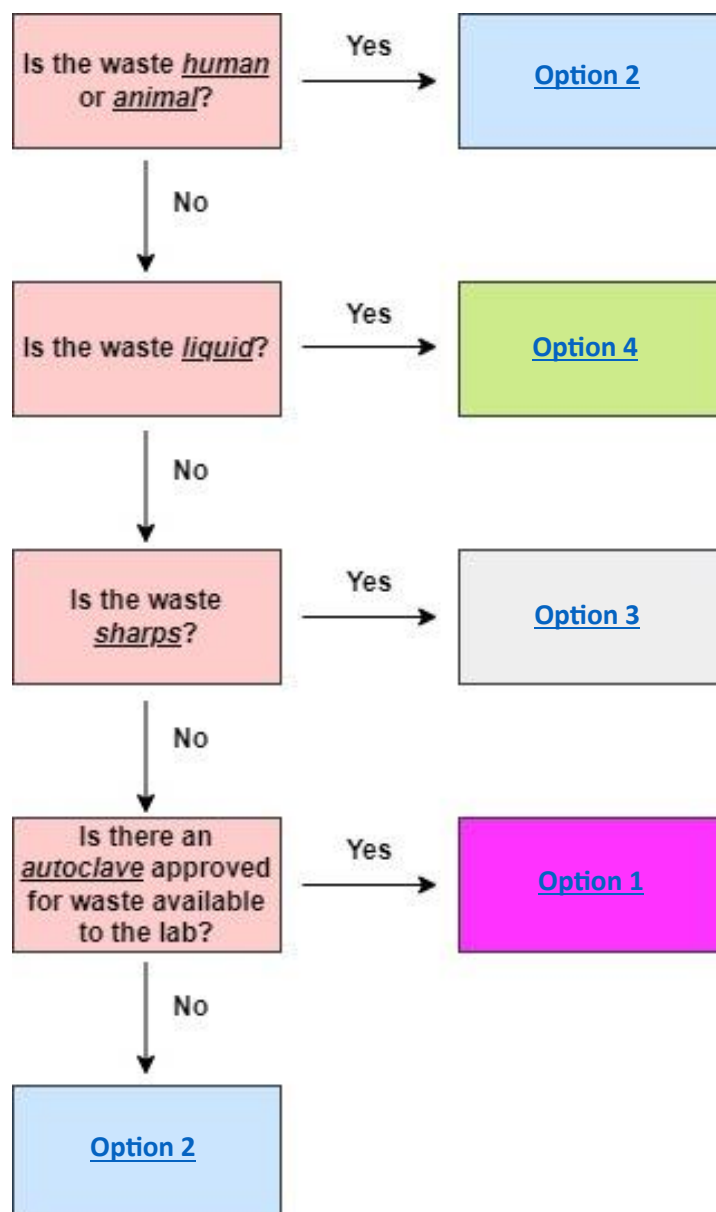 Is the waste human
or animal?
Yes
Option 2
No
Is the waste liquid?
Yes
Option 4
No
Is the waste
sharps?
Yes
Option 3
No
Is there an
autoclave approved
for waste available
to the lab?
Yes
Option 1
No
Option 2